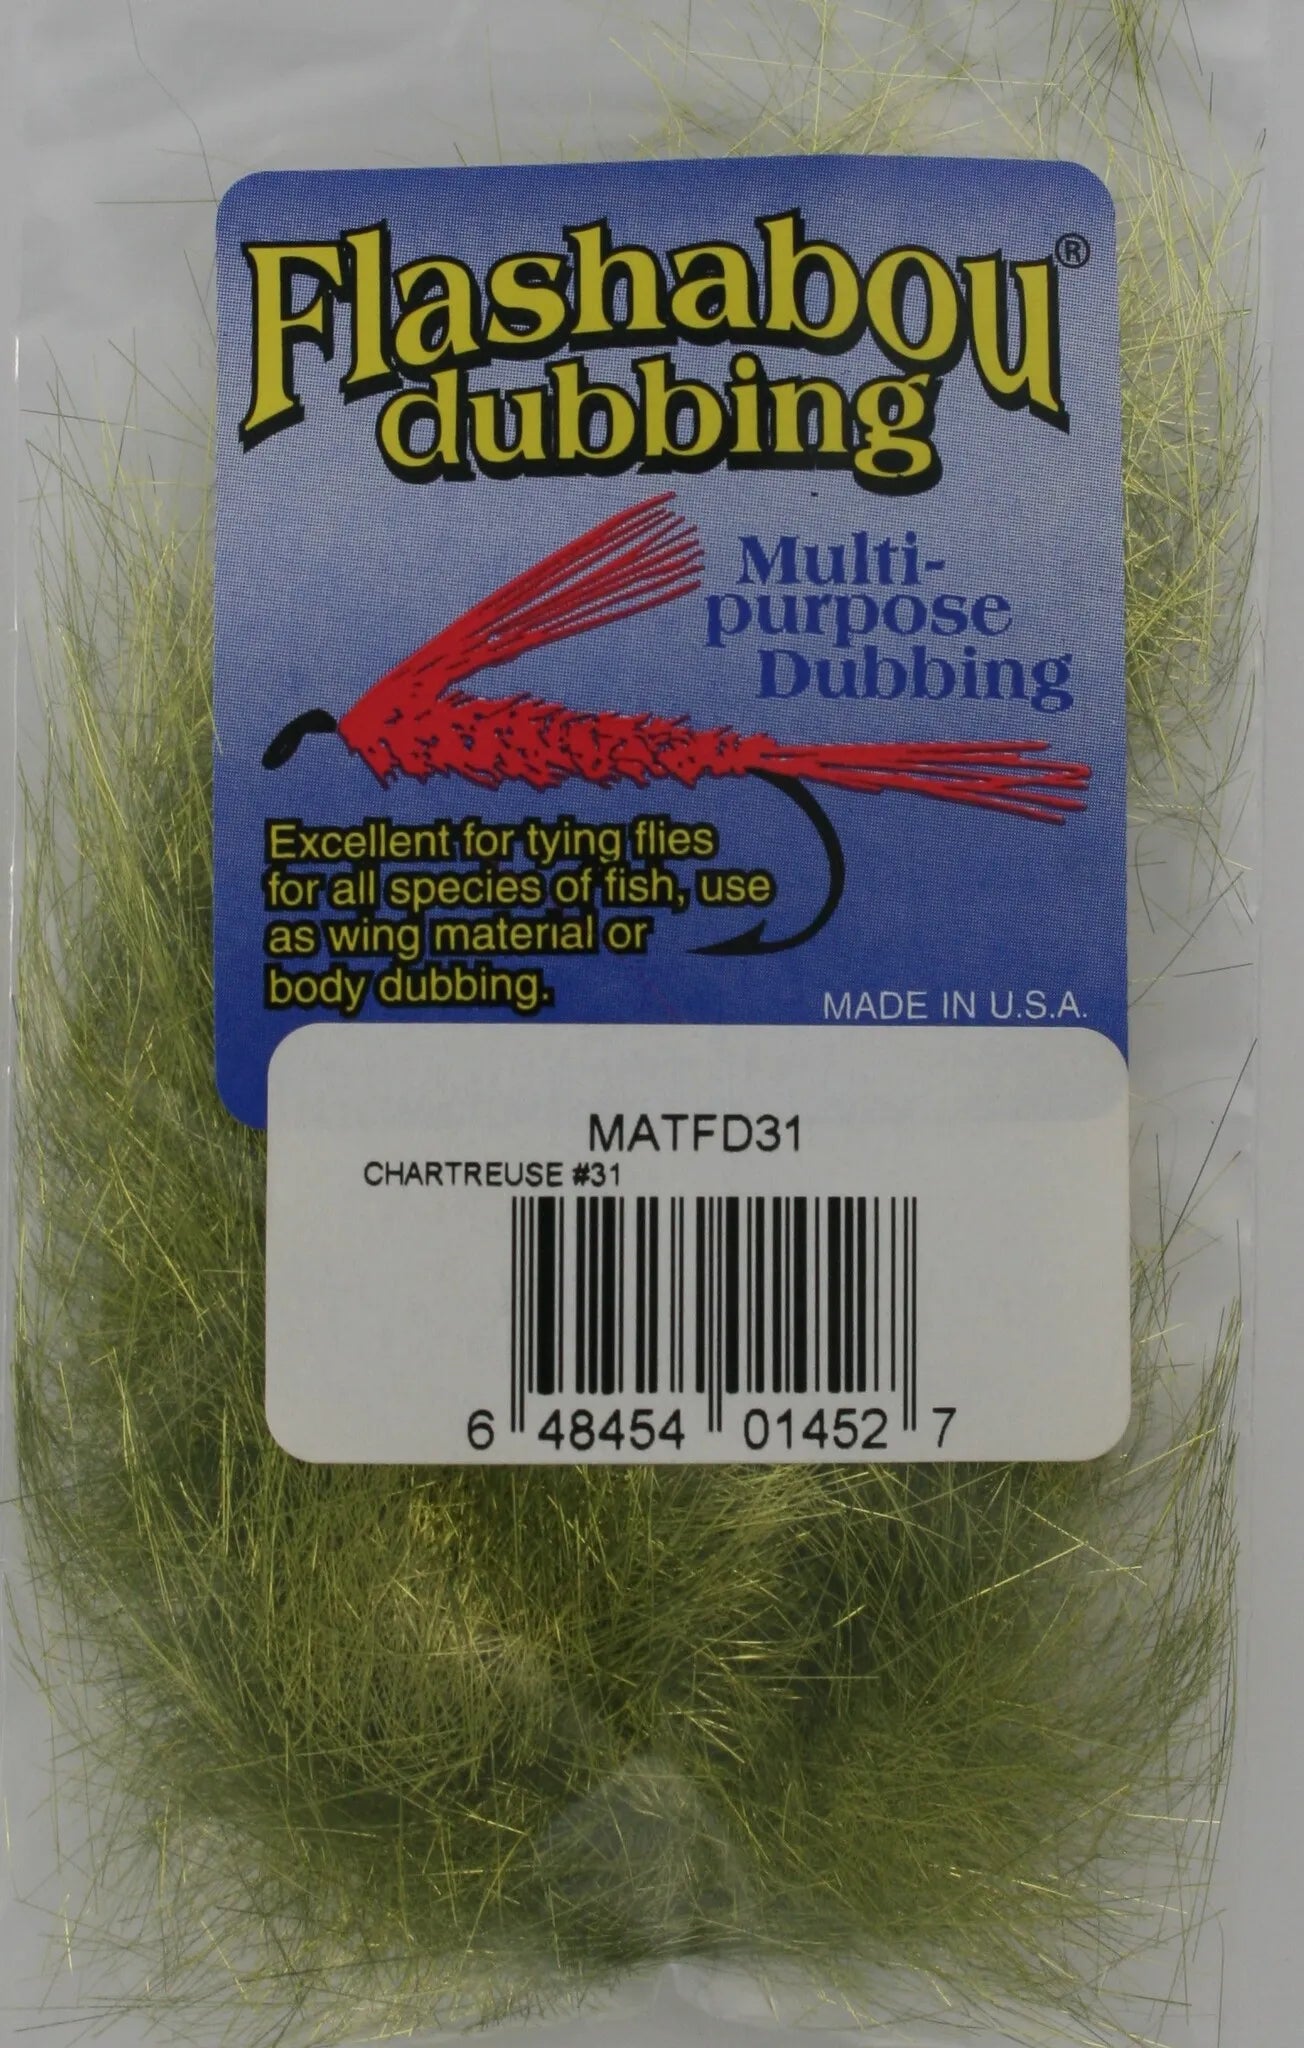 Flashabou®
dubbing
Multi-
purpose
Dubbing
Excellent for tying flies
for all species of fish, use
as wing material or
body dubbing.
MADE IN U.S.A.
MATFD31
CHARTREUSE #31
6 48454 01452 7